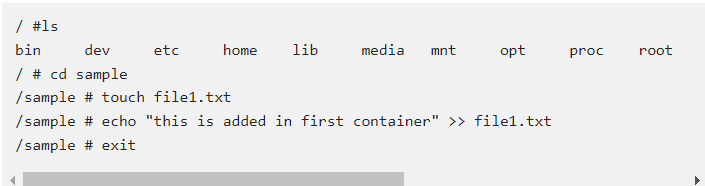 / #ls
bin     dev     etc     home    lib     media   mnt     opt     proc    root
/ # cd sample
/sample # touch file1.txt
/sample # echo "this is added in first container" >> file1.txt
/sample # exit